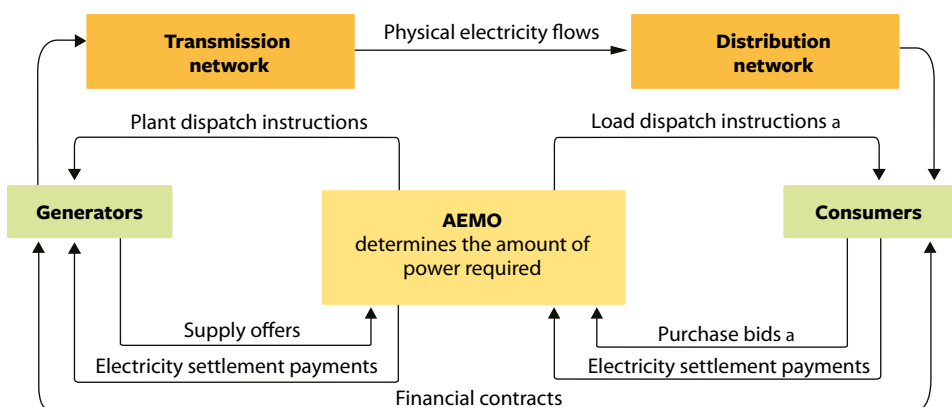 Transmission
network
Physical electricity flows
Distribution
network
Plant dispatch instructions
Load dispatch instructions a
Generators
AEMO
determines the amount of
power required
Consumers
Supply offers
Purchase bids a
Electricity settlement payments
Electricity settlement payments
Financial contracts